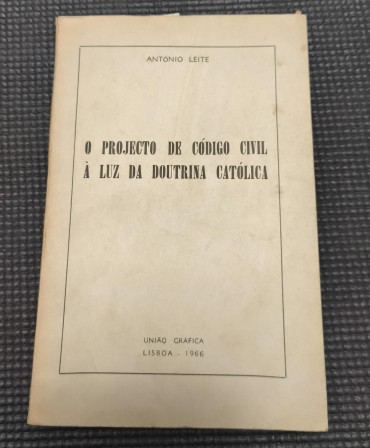 ANTONIO LEITE
O PROJECTO DE CÓDIGO CIVIL
À LUZ DA DOUTRINA CATÓLICA
UNIÃO GRÁFICA
LISBOA - 1966